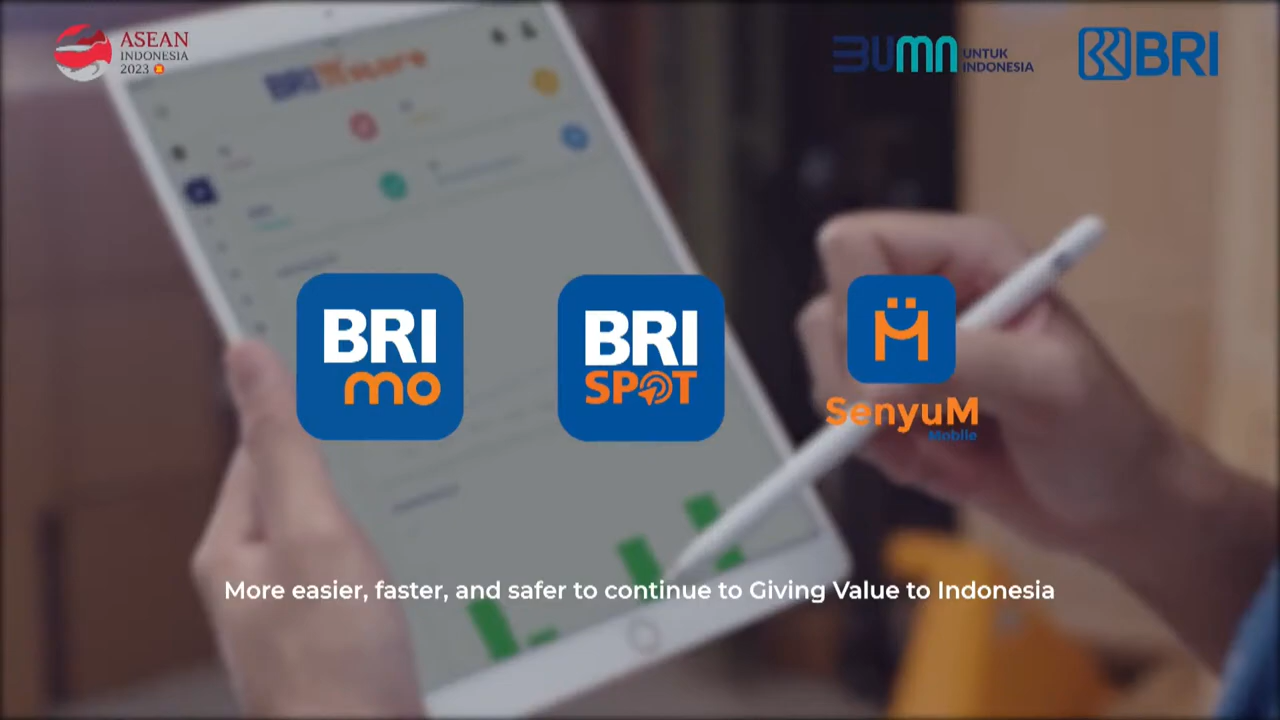 ASEAN
INDONESIA
2023
BUMN
UNTUK
INDONESIA
BRI
BRI
mo
BRI
SPOT
SenyuM
Mobile
More easier, faster, and safer to continue to Giving Value to Indonesia